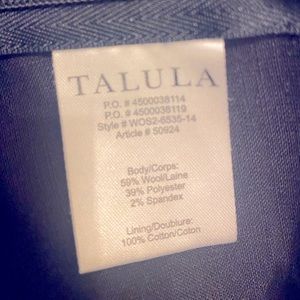 TALULA
P.O. # 4500038114
P.O. # 4500038119
Style # WOS2-6535-14
Article # 50924
Body/Corps:
59% Wool/Laine
39% Polyester
2% Spandex
Lining/Doublure:
100% Cotton/Coton